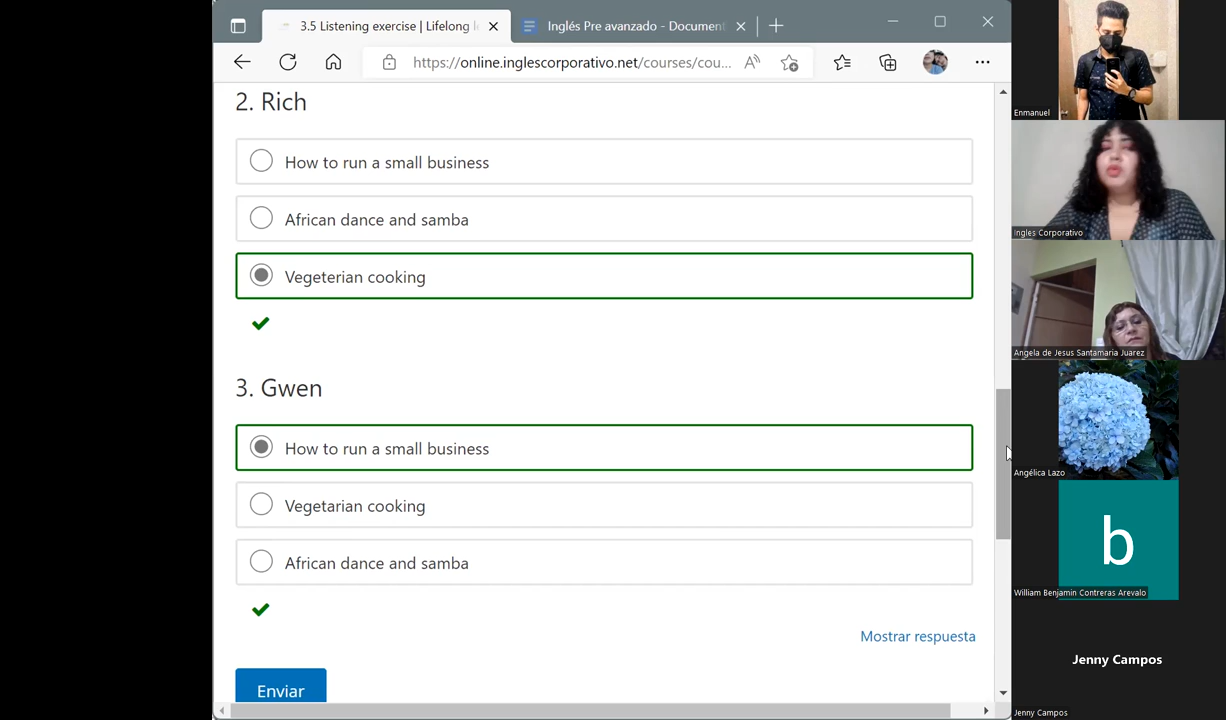 3.5 Listening exercise | Lifelong le
Inglés Pre avanzado - Document
https://online.inglescorporativo.net/courses/cou...
2. Rich
How to run a small business
African dance and samba
Vegeterian cooking
3. Gwen
How to run a small business
Vegetarian cooking
African dance and samba
Mostrar respuesta
Enviar
Enmanuel
Ingles Corporativo
Angela de Jesus Santamaria Juarez
Angélica Lazo
b
William Benjamin Contreras Arevalo
Jenny Campos
Jenny Campos